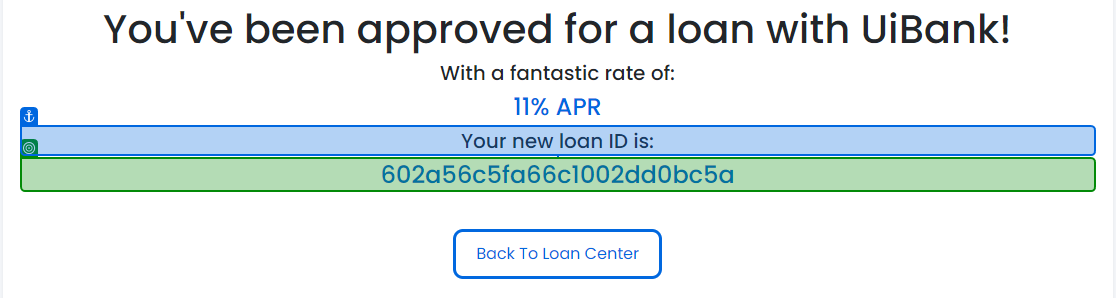 You've been approved for a loan with UiBank!
With a fantastic rate of:
11% APR
Your new loan ID is:
602a56c5fa66c1002dd0bc5a
Back To Loan Center